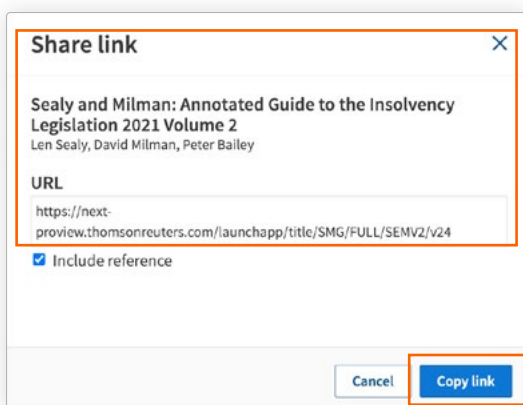 Share link
Sealy and Milman: Annotated Guide to the Insolvency
Legislation 2021 Volume 2
Len Sealy, David Milman, Peter Bailey
URL
https://next-
proview.thomsonreuters.com/launchapp/title/SMG/FULL/SEMV2/v24
Include reference
Cancel Copy link